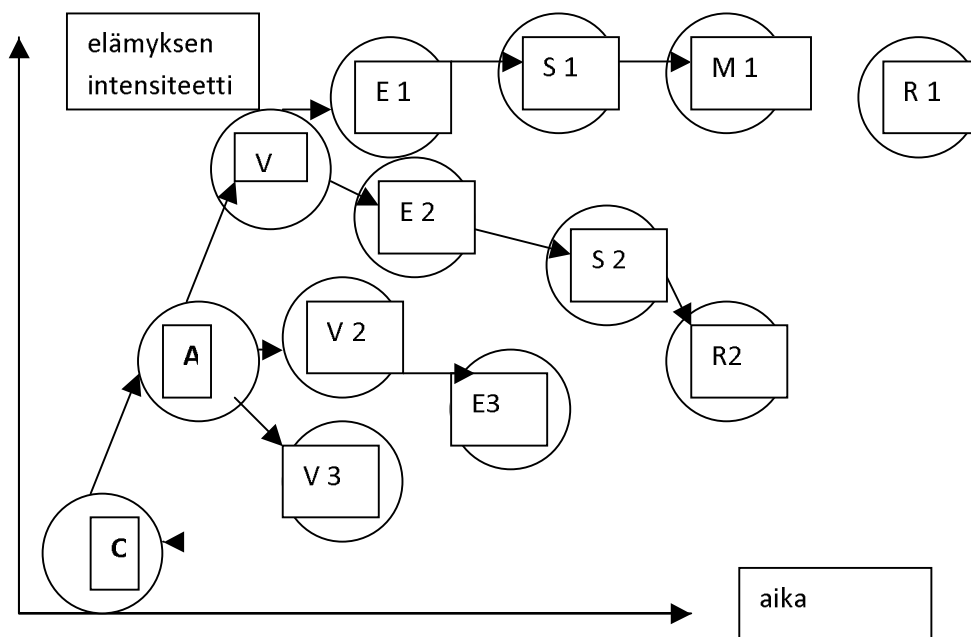 elämyksen
intensiteetti
E 1
S 1
M 1
R 1
V
E 2
S 2
V 2
A
R2
E3
V 3
C
aika